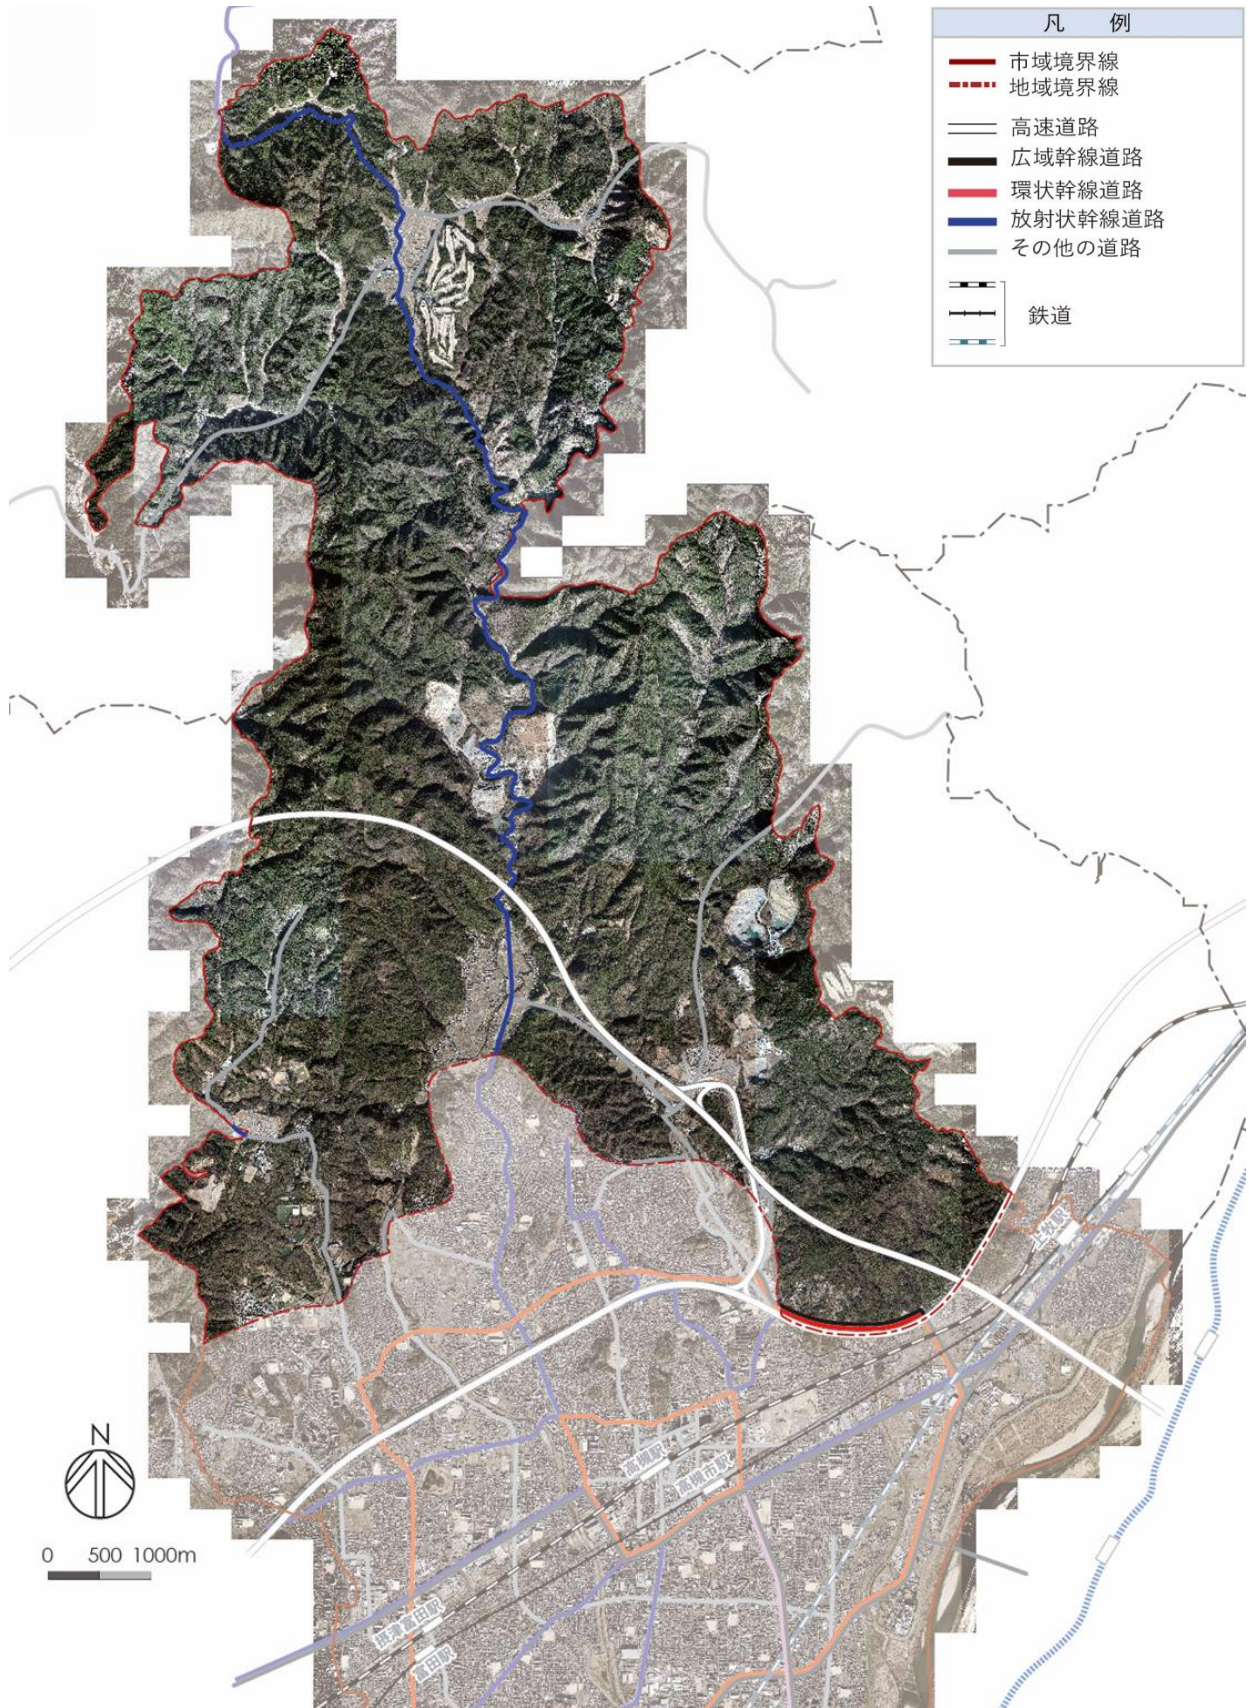 凡 例
市域境界線
地域境界線
高速道路
広域幹線道路
環状幹線道路
放射状幹線道路
その他の道路
鉄道
上牧駅
高槻駅
高槻市駅
摂津富田駅
富田駅
N
0 500 1000m